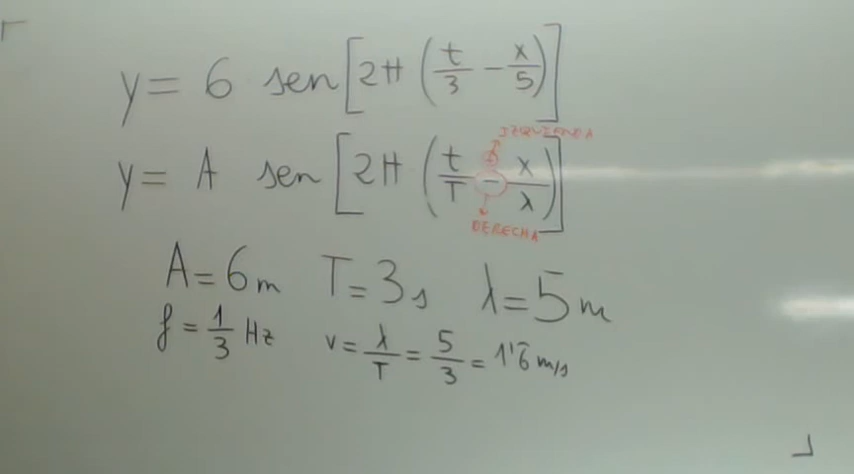 y = 6 sen [2π (t/3 − x/5)]
IZQUIERDA
⊕
y = A sen [2π (t/T − x/λ)]
DERECHA
A = 6 m T = 3 s λ = 5 m
f = 1/3 Hz v = λ/T = 5/3 = 1'6̂ m/s